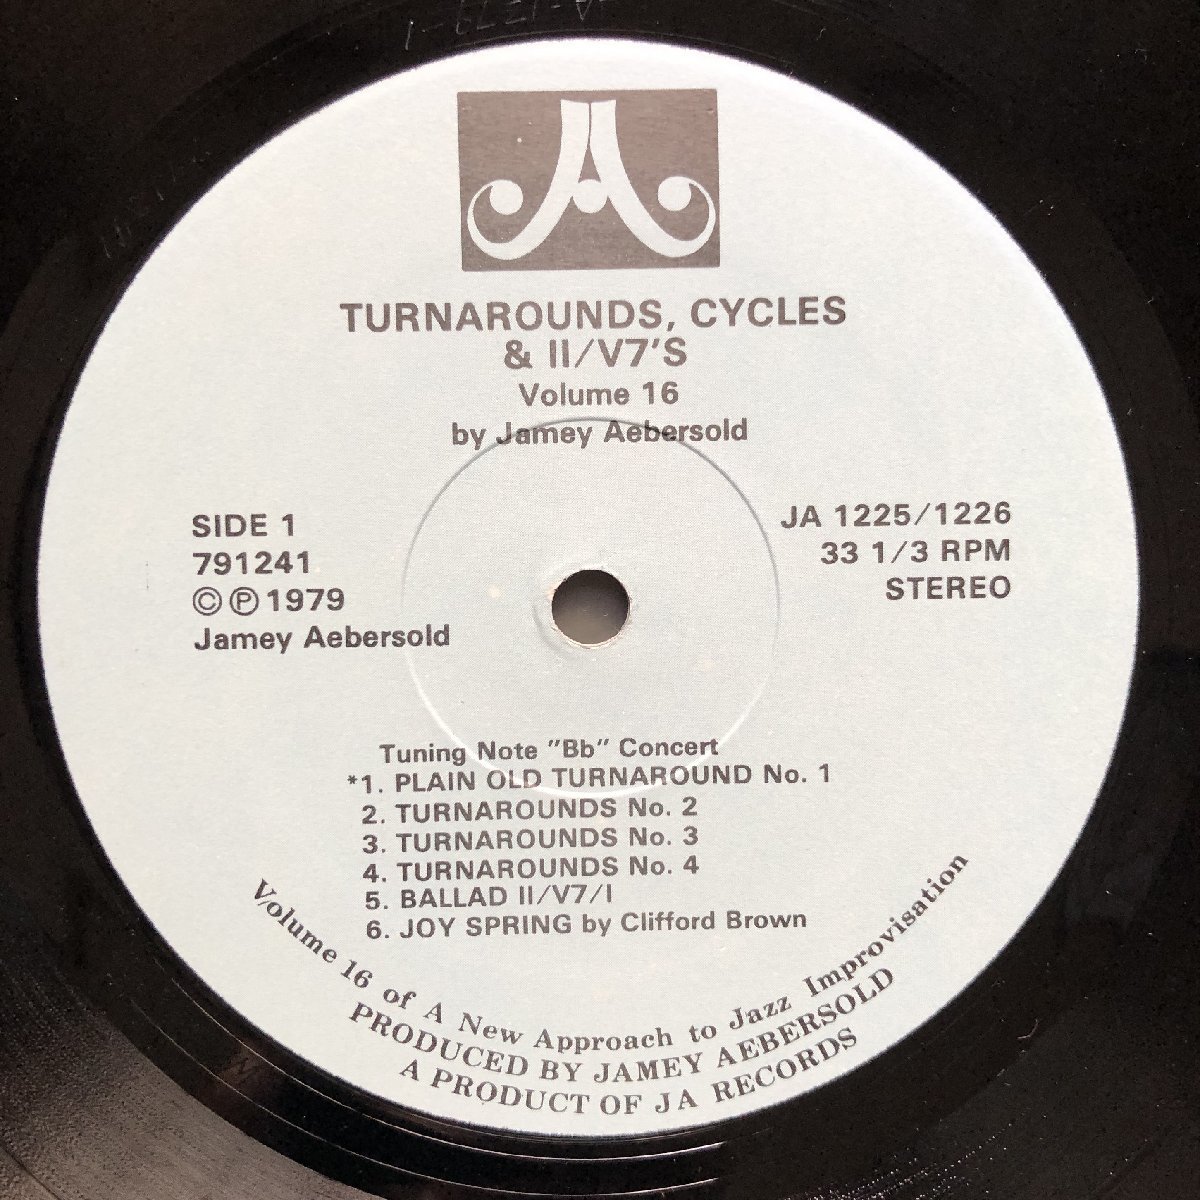 TURNAROUNDS, CYCLES
& II/V7'S
Volume 16
by Jamey Aebersold
SIDE 1
791241
©℗1979
Jamey Aebersold
JA 1225/1226
33 1/3 RPM
STEREO
Tuning Note "Bb" Concert
*1. PLAIN OLD TURNAROUND No. 1
2. TURNAROUNDS No. 2
3. TURNAROUNDS No. 3
4. TURNAROUNDS No. 4
5. BALLAD II/V7/I
6. JOY SPRING by Clifford Brown
Volume 16 of A New Approach to Jazz Improvisation
PRODUCED BY JAMEY AEBERSOLD
A PRODUCT OF JA RECORDS